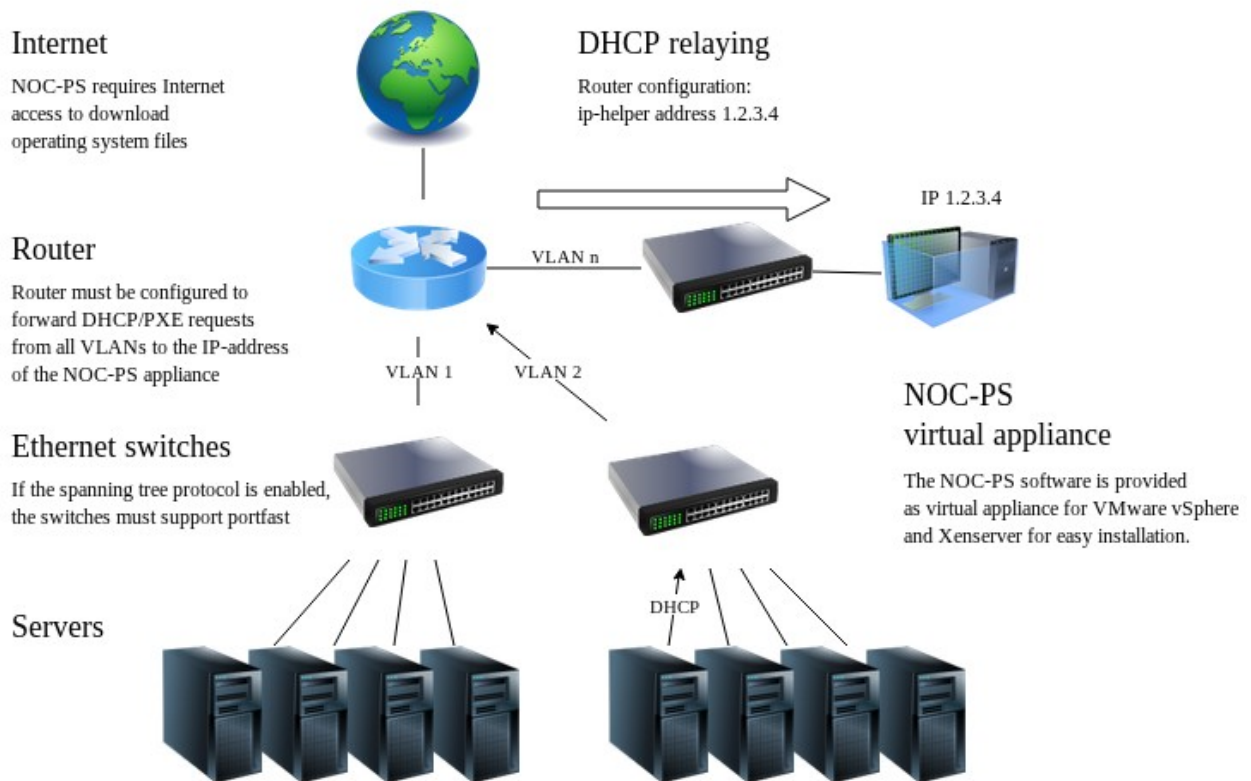 Internet
NOC-PS requires Internet
access to download
operating system files
DHCP relaying
Router configuration:
ip-helper address 1.2.3.4
IP 1.2.3.4
Router
Router must be configured to
forward DHCP/PXE requests
from all VLANs to the IP-address
of the NOC-PS appliance
VLAN n
VLAN 1
VLAN 2
NOC-PS
virtual appliance
The NOC-PS software is provided
as virtual appliance for VMware vSphere
and Xenserver for easy installation.
Ethernet switches
If the spanning tree protocol is enabled,
the switches must support portfast
DHCP
Servers